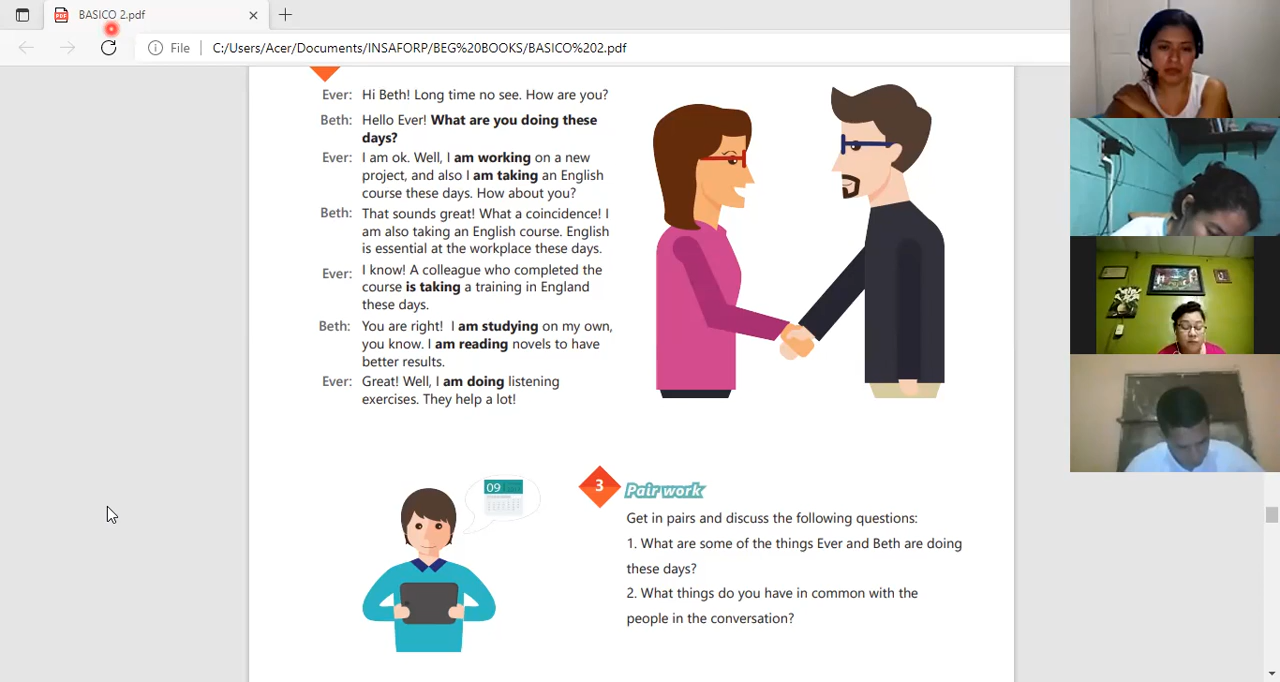 BASICO 2.pdf
File
C:/Users/Acer/Documents/INSAFORP/BEG%20BOOKS/BASICO%202.pdf
Ever: Hi Beth! Long time no see. How are you?
Beth: Hello Ever! What are you doing these
days?
Ever: I am ok. Well, I am working on a new
project, and also I am taking an English
course these days. How about you?
Beth: That sounds great! What a coincidence! I
am also taking an English course. English
is essential at the workplace these days.
Ever: I know! A colleague who completed the
course is taking a training in England
these days.
Beth: You are right! I am studying on my own,
you know. I am reading novels to have
better results.
Ever: Great! Well, I am doing listening
exercises. They help a lot!
09
3 Pair work
Get in pairs and discuss the following questions:
1. What are some of the things Ever and Beth are doing
these days?
2. What things do you have in common with the
people in the conversation?